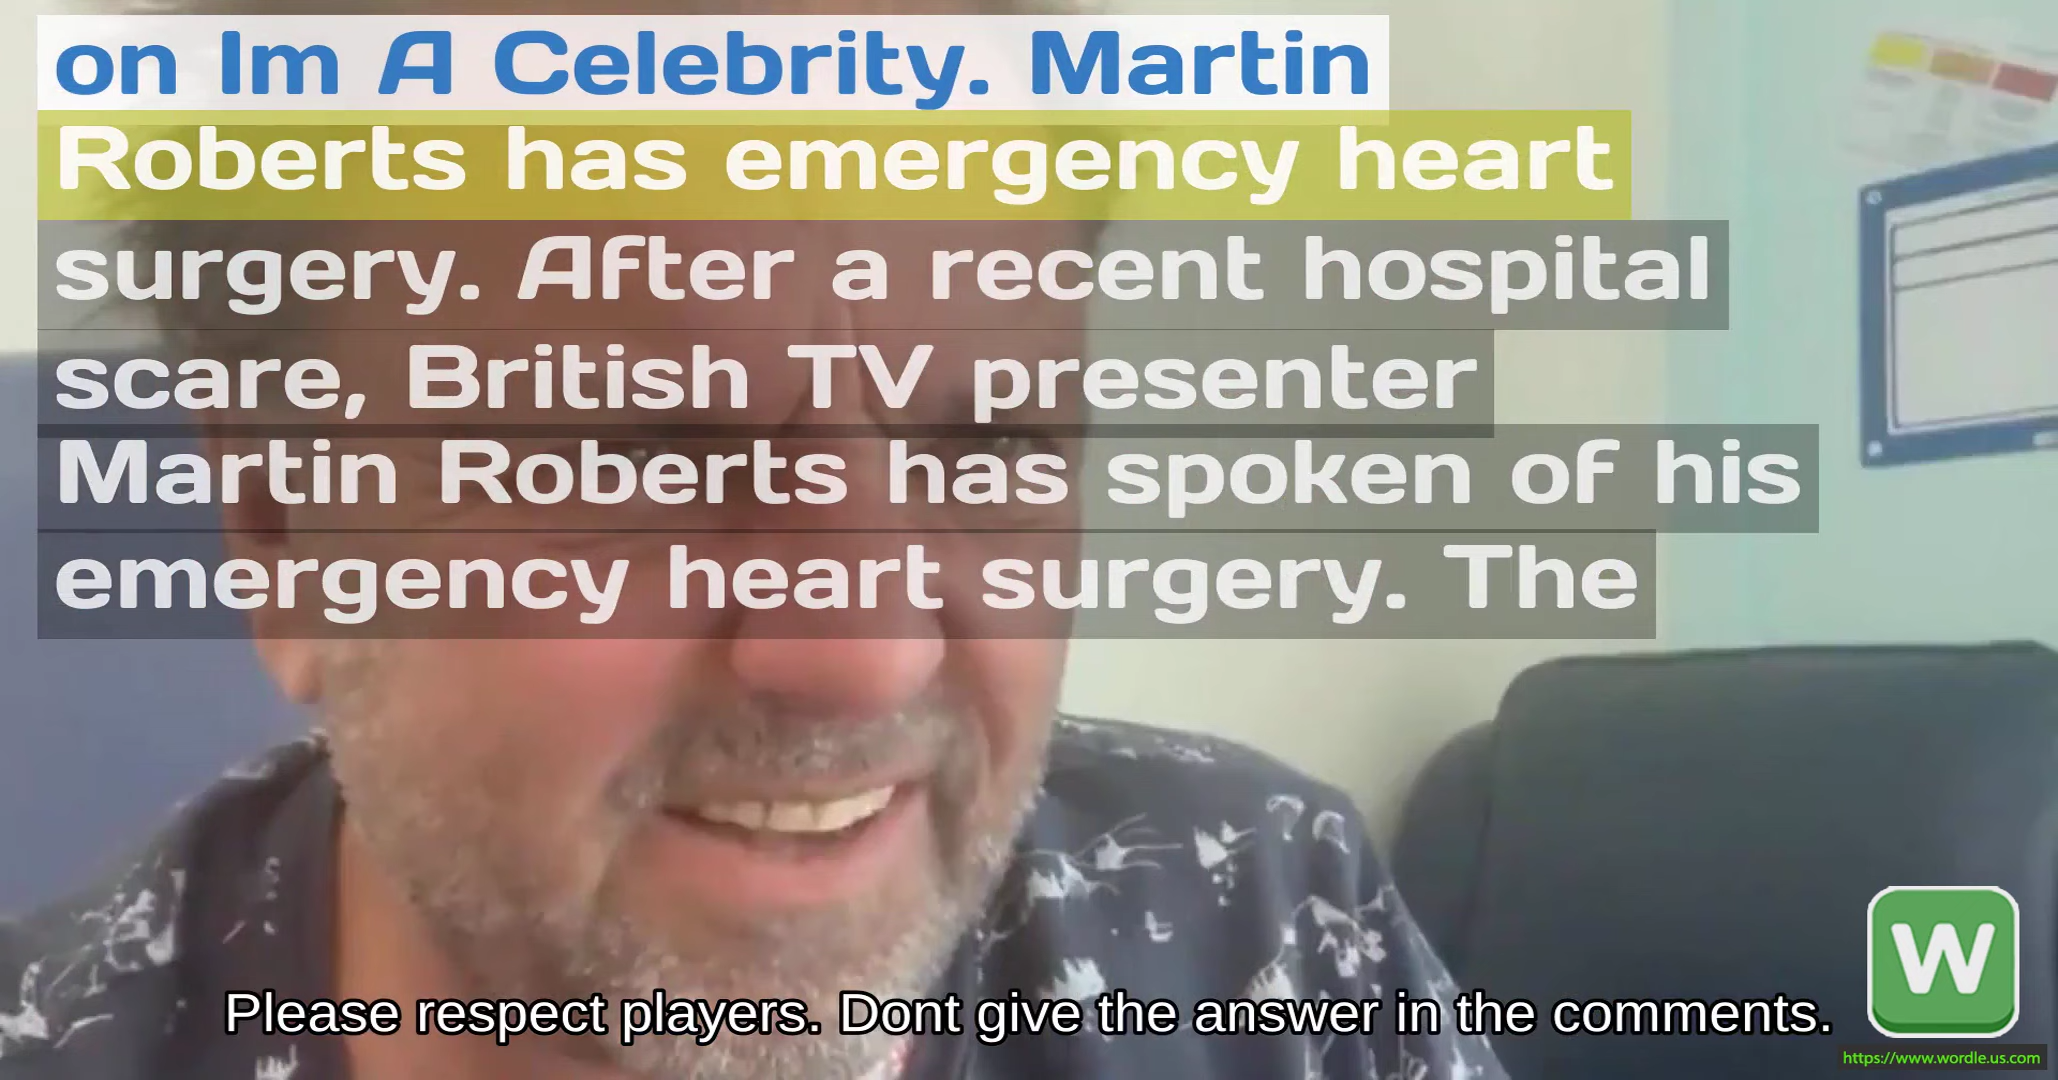 on Im A Celebrity. Martin
Roberts has emergency heart
surgery. After a recent hospital
scare, British TV presenter
Martin Roberts has spoken of his
emergency heart surgery. The
Please respect players. Dont give the answer in the comments.
W
https://www.wordle.us.com